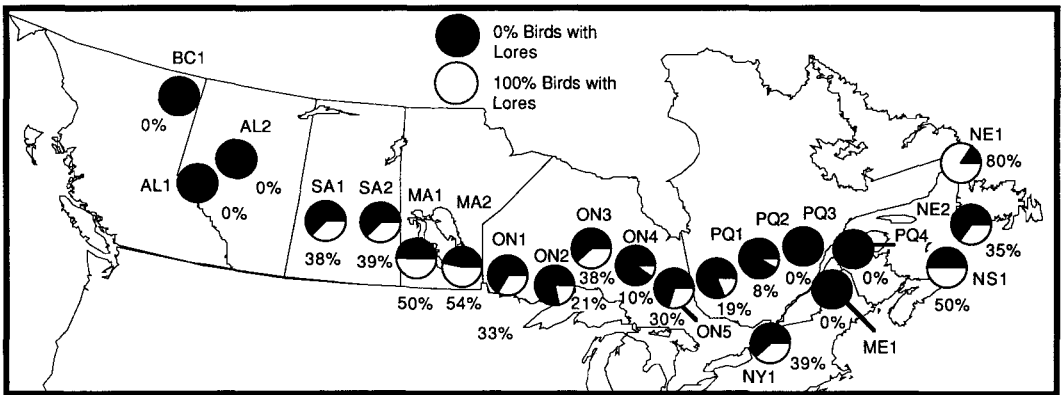 0% Birds with
Lores
100% Birds with
Lores
BC1
0%
AL2
0%
AL1
0%
SA1
38%
SA2
39%
MA1
50%
MA2
54%
ON1
33%
ON2
21%
ON3
38%
ON4
10%
30%
ON5
PQ1
19%
PQ2
8%
PQ3
0%
PQ4
0%
NE1
80%
NE2
35%
NS1
50%
0%
ME1
NY1
39%